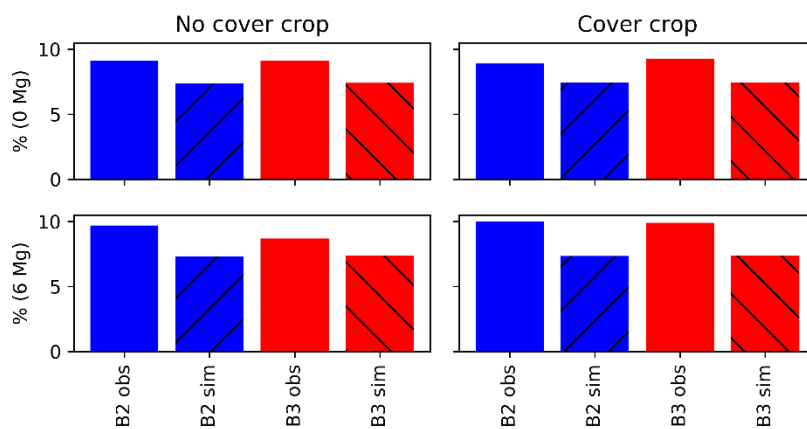 No cover crop
Cover crop
% (0 Mg)
10
5
0
% (6 Mg)
10
5
0
B2 obs
B2 sim
B3 obs
B3 sim
B2 obs
B2 sim
B3 obs
B3 sim